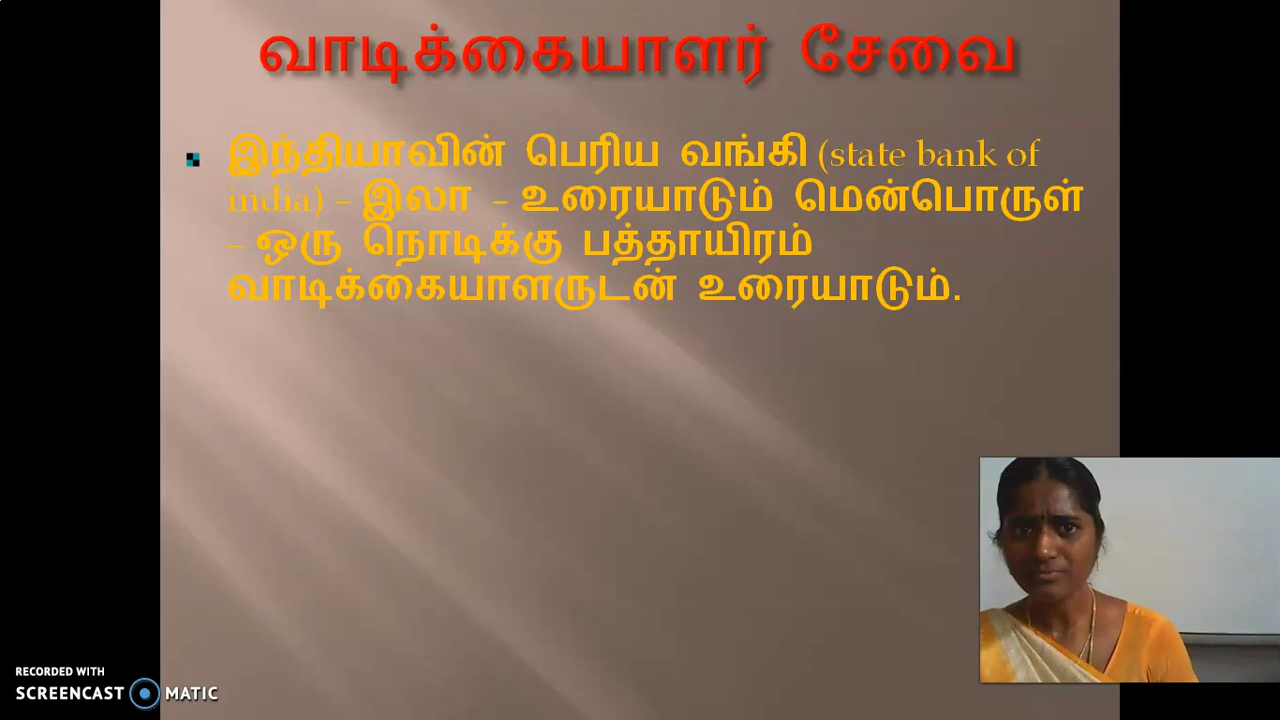 வாடிக்கையாளர் சேவை
இந்தியாவின் பெரிய வங்கி (state bank of
india) – இலா – உரையாடும் மென்பொருள்
– ஒரு நொடிக்கு பத்தாயிரம்
வாடிக்கையாளருடன் உரையாடும்.
RECORDED WITH
SCREENCAST MATIC